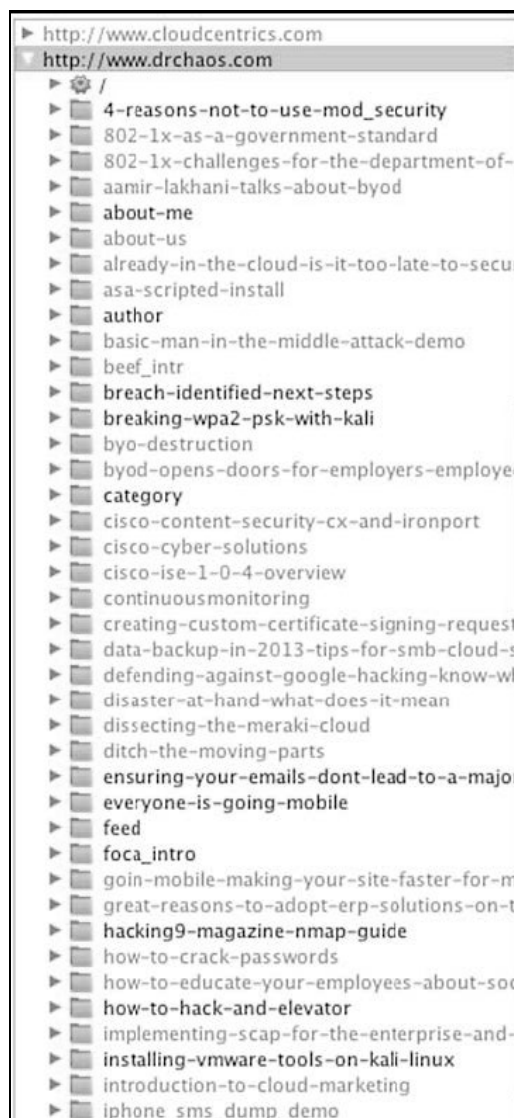 http://www.cloudcentrics.com
http://www.drchaos.com
/
4-reasons-not-to-use-mod_security
802-1x-as-a-government-standard
802-1x-challenges-for-the-department-of-
aamir-lakhani-talks-about-byod
about-me
about-us
already-in-the-cloud-is-it-too-late-to-secur
asa-scripted-install
author
basic-man-in-the-middle-attack-demo
beef_intr
breach-identified-next-steps
breaking-wpa2-psk-with-kali
byo-destruction
byod-opens-doors-for-employers-employee
category
cisco-content-security-cx-and-ironport
cisco-cyber-solutions
cisco-ise-1-0-4-overview
continuousmonitoring
creating-custom-certificate-signing-request
data-backup-in-2013-tips-for-smb-cloud-s
defending-against-google-hacking-know-wh
disaster-at-hand-what-does-it-mean
dissecting-the-meraki-cloud
ditch-the-moving-parts
ensuring-your-emails-dont-lead-to-a-major
everyone-is-going-mobile
feed
foca_intro
goin-mobile-making-your-site-faster-for-m
great-reasons-to-adopt-erp-solutions-on-t
hacking9-magazine-nmap-guide
how-to-crack-passwords
how-to-educate-your-employees-about-soc
how-to-hack-and-elevator
implementing-scap-for-the-enterprise-and-
installing-vmware-tools-on-kali-linux
introduction-to-cloud-marketing
iphone_sms_dump_demo